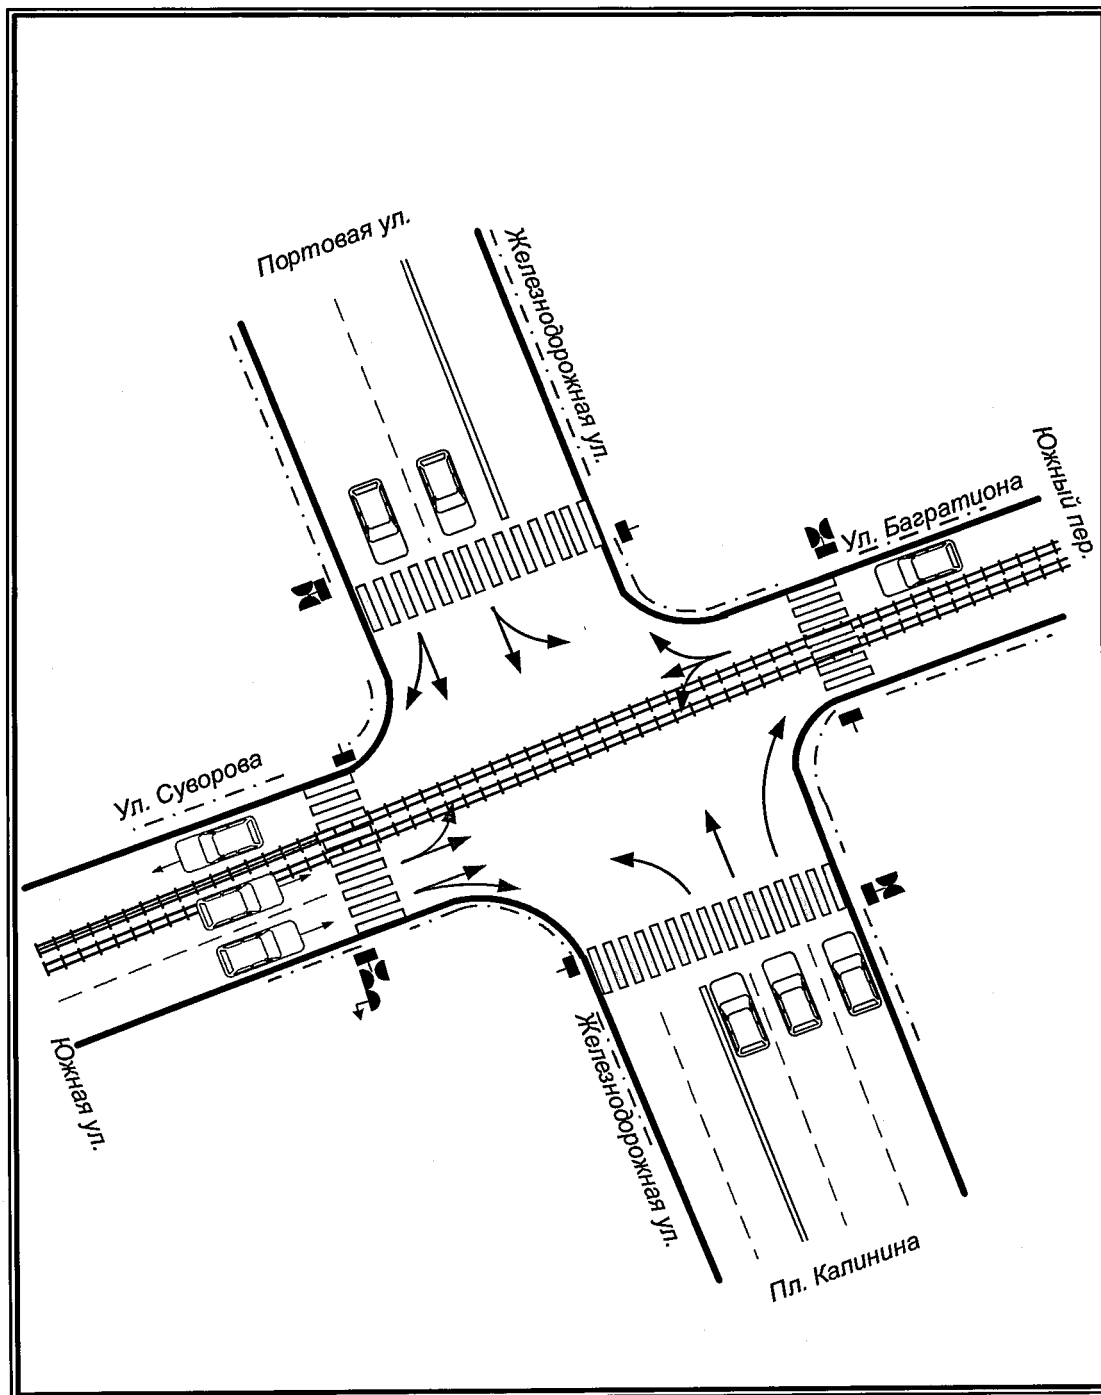 Портовая ул.
Железнодорожная ул.
Южный пер.
Ул. Багратиона
Ул. Суворова
Южная ул.
Железнодорожная ул.
Пл. Калинина